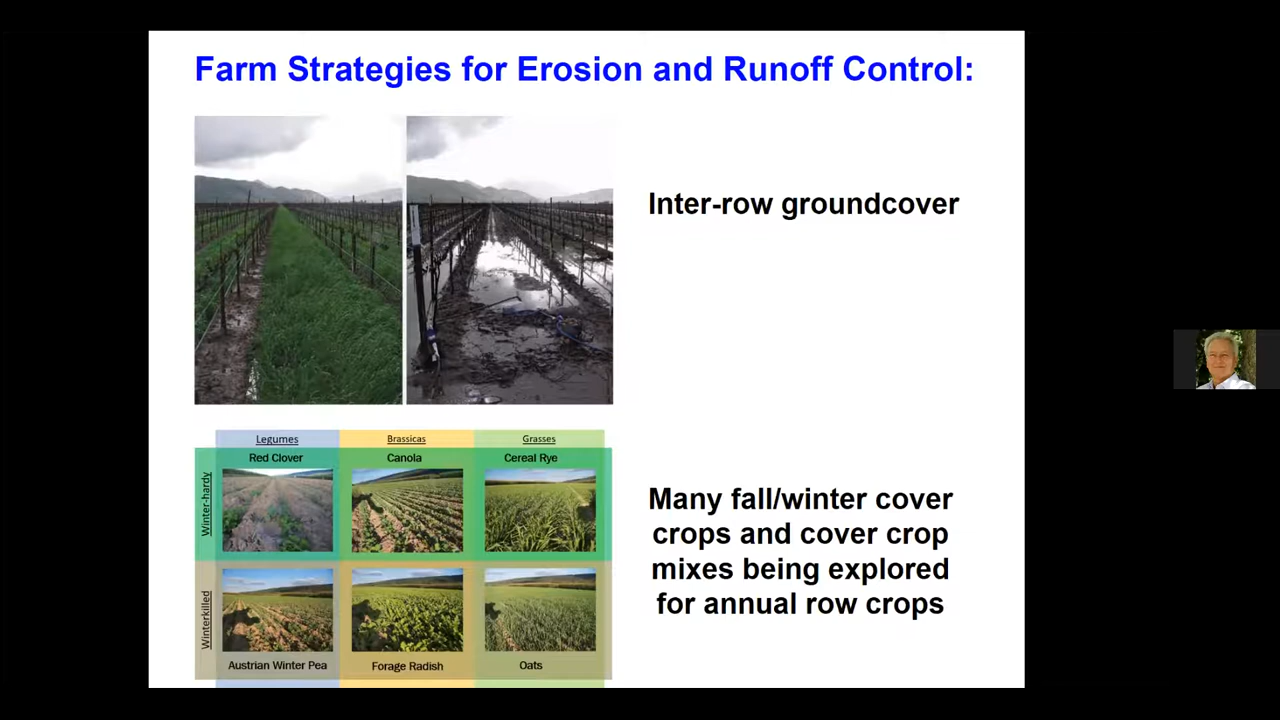 Farm Strategies for Erosion and Runoff Control:
Inter-row groundcover
Legumes
Brassicas
Grasses
Red Clover
Canola
Cereal Rye
Winter-hardy
Winterkilled
Austrian Winter Pea
Forage Radish
Oats
Many fall/winter cover
crops and cover crop
mixes being explored
for annual row crops